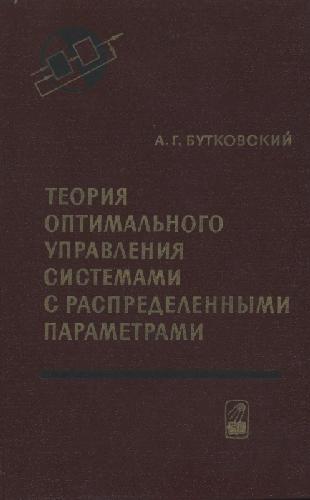 А. Г. БУТКОВСКИЙ
ТЕОРИЯ
ОПТИМАЛЬНОГО
УПРАВЛЕНИЯ
СИСТЕМАМИ
С РАСПРЕДЕЛЕННЫМИ
ПАРАМЕТРАМИ